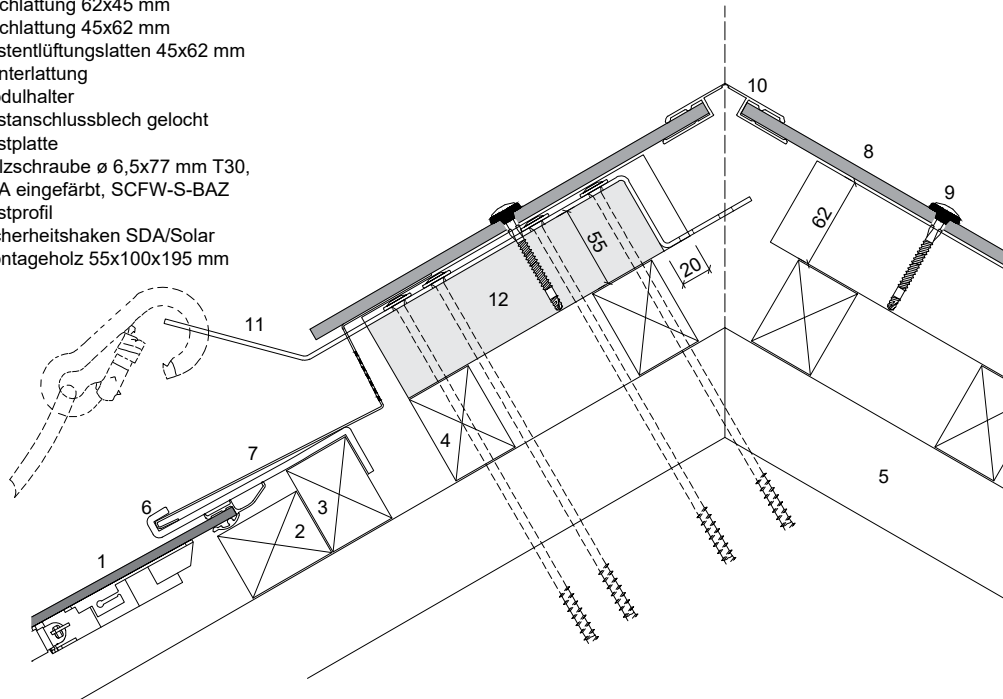 chlattung 62x45 mm
chlattung 45x62 mm
stentlüftungslatten 45x62 mm
nterlattung
odulhalter
stanschlussblech gelocht
stplatte
lzschraube ø 6,5x77 mm T30,
A eingefärbt, SCFW-S-BAZ
stprofil
cherheitshaken SDA/Solar
ontageholz 55x100x195 mm
10
8
9
62
55
20
12
11
4
7
5
6
3
2
1